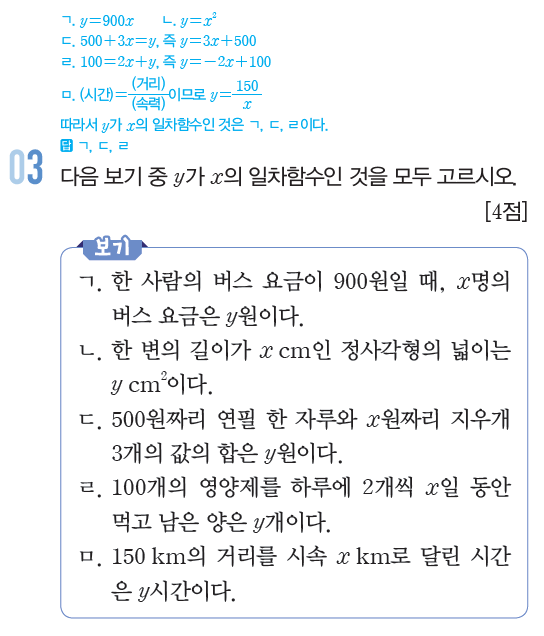 ㄱ. y=900x ㄴ. y=x²
ㄷ. 500+3x=y, 즉 y=3x+500
ㄹ. 100=2x+y, 즉 y=-2x+100
ㅁ. (시간)=(거리)/(속력)이므로 y=150/x
따라서 y가 x의 일차함수인 것은 ㄱ, ㄷ, ㄹ이다.
답 ㄱ, ㄷ, ㄹ
03 다음 보기 중 y가 x의 일차함수인 것을 모두 고르시오.
[4점]
보기
ㄱ. 한 사람의 버스 요금이 900원일 때, x명의
버스 요금은 y원이다.
ㄴ. 한 변의 길이가 x cm인 정사각형의 넓이는
y cm²이다.
ㄷ. 500원짜리 연필 한 자루와 x원짜리 지우개
3개의 값의 합은 y원이다.
ㄹ. 100개의 영양제를 하루에 2개씩 x일 동안
먹고 남은 양은 y개이다.
ㅁ. 150 km의 거리를 시속 x km로 달린 시간
은 y시간이다.